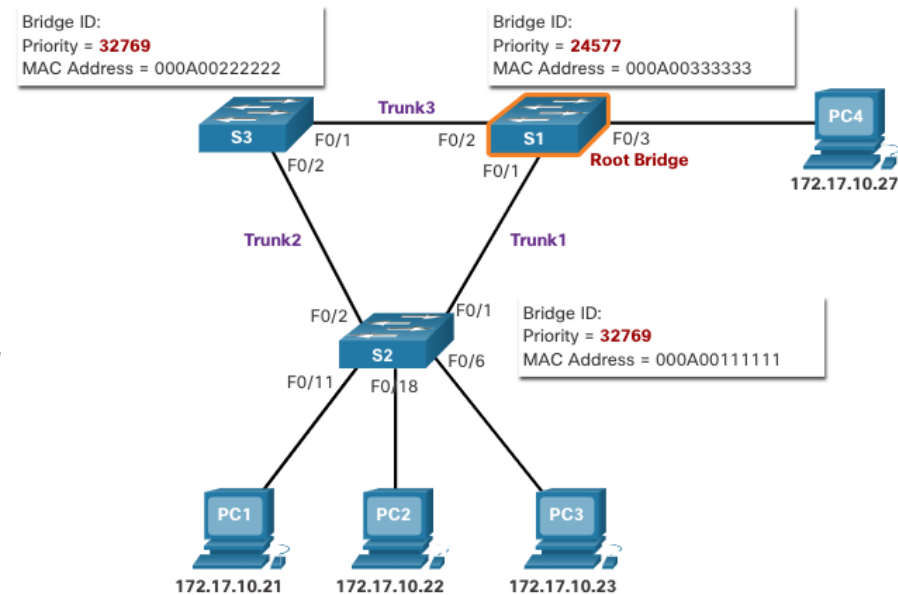 Bridge ID:
Priority = 32769
MAC Address = 000A00222222
Bridge ID:
Priority = 24577
MAC Address = 000A00333333
Trunk3
S3
F0/1
F0/2
S1
F0/3
PC4
F0/2
F0/1
Root Bridge
172.17.10.27
Trunk2
Trunk1
F0/2
F0/1
Bridge ID:
Priority = 32769
MAC Address = 000A00111111
S2
F0/6
F0/11
F0/18
PC1
PC2
PC3
172.17.10.21
172.17.10.22
172.17.10.23